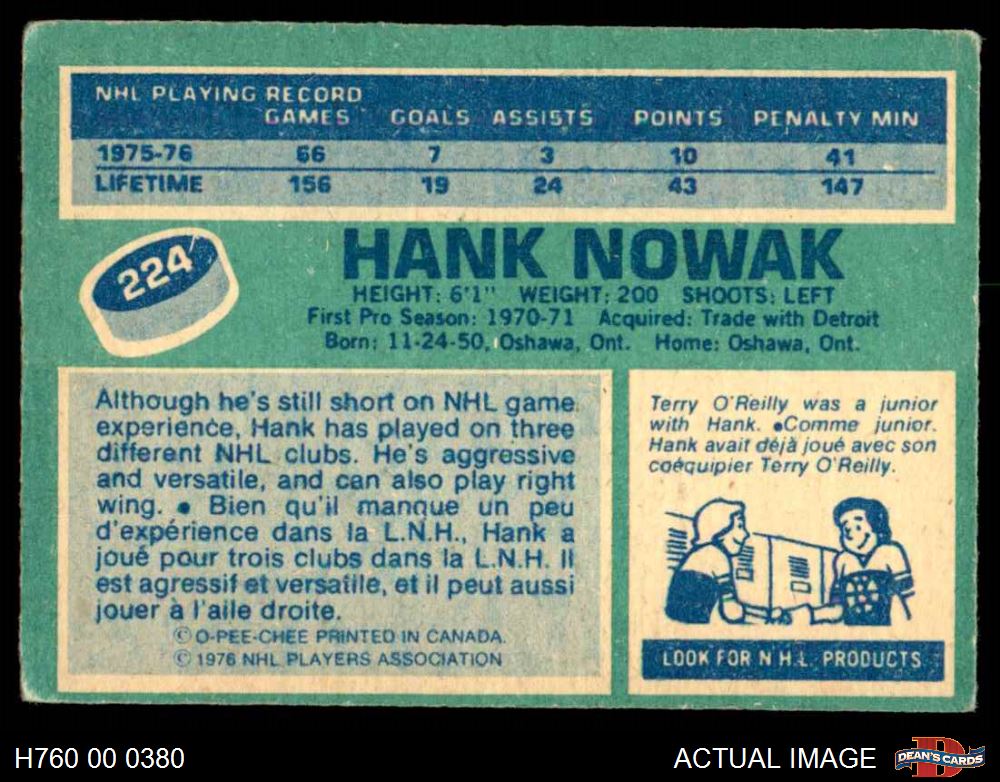 NHL PLAYING RECORD
GAMES GOALS ASSISTS POINTS PENALTY MIN
1975-76 66 7 3 10 41
LIFETIME 156 19 24 43 147
224
HANK NOWAK
HEIGHT: 6'1" WEIGHT: 200 SHOOTS: LEFT
First Pro Season: 1970-71 Acquired: Trade with Detroit
Born: 11-24-50, Oshawa, Ont. Home: Oshawa, Ont.
Although he's still short on NHL game
experience, Hank has played on three
different NHL clubs. He's aggressive
and versatile, and can also play right
wing. ● Bien qu'il manque un peu
d'expérience dans la L.N.H., Hank a
joué pour trois clubs dans la L.N.H. Il
est agressif et versatile, et il peut aussi
jouer à l'aile droite.
© O-PEE-CHEE PRINTED IN CANADA.
© 1976 NHL PLAYERS ASSOCIATION
Terry O'Reilly was a junior
with Hank. ●Comme junior.
Hank avait déjà joué avec son
coéquipier Terry O'Reilly.
LOOK FOR N.H.L. PRODUCTS
H760 00 0380
ACTUAL IMAGE
D
DEAN'S CARDS